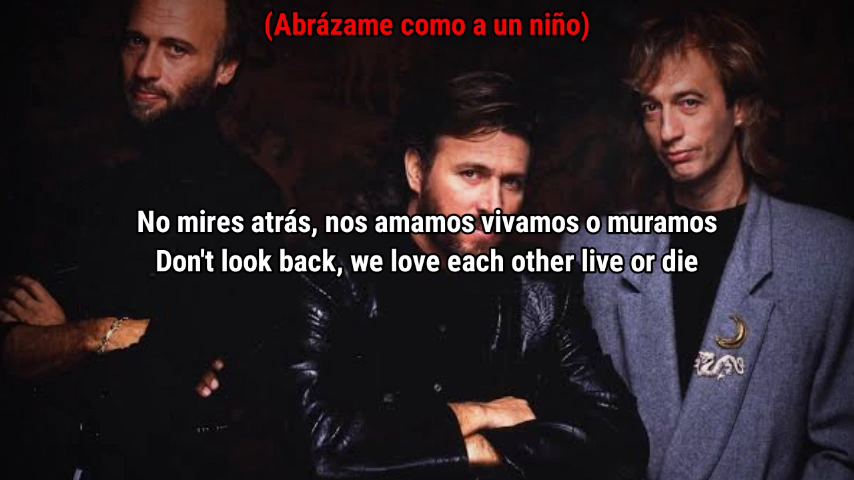 (Abrázame como a un niño)
No mires atrás, nos amamos vivamos o muramos
Don't look back, we love each other live or die